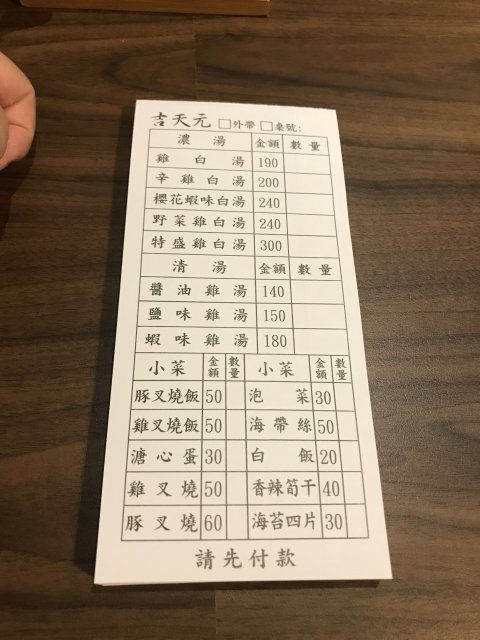 吉天元 □外帶 □桌號:
濃湯 金額 數量
雞白湯 190
辛雞白湯 200
櫻花蝦味白湯 240
野菜雞白湯 240
特盛雞白湯 300
清湯 金額 數量
醬油雞湯 140
鹽味雞湯 150
蝦味雞湯 180
小菜 金額 數量 小菜 金額 數量
豚叉燒飯 50 泡菜 30
雞叉燒飯 50 海帶絲 50
溏心蛋 30 白飯 20
雞叉燒 50 香辣筍干 40
豚叉燒 60 海苔四片 30
請先付款